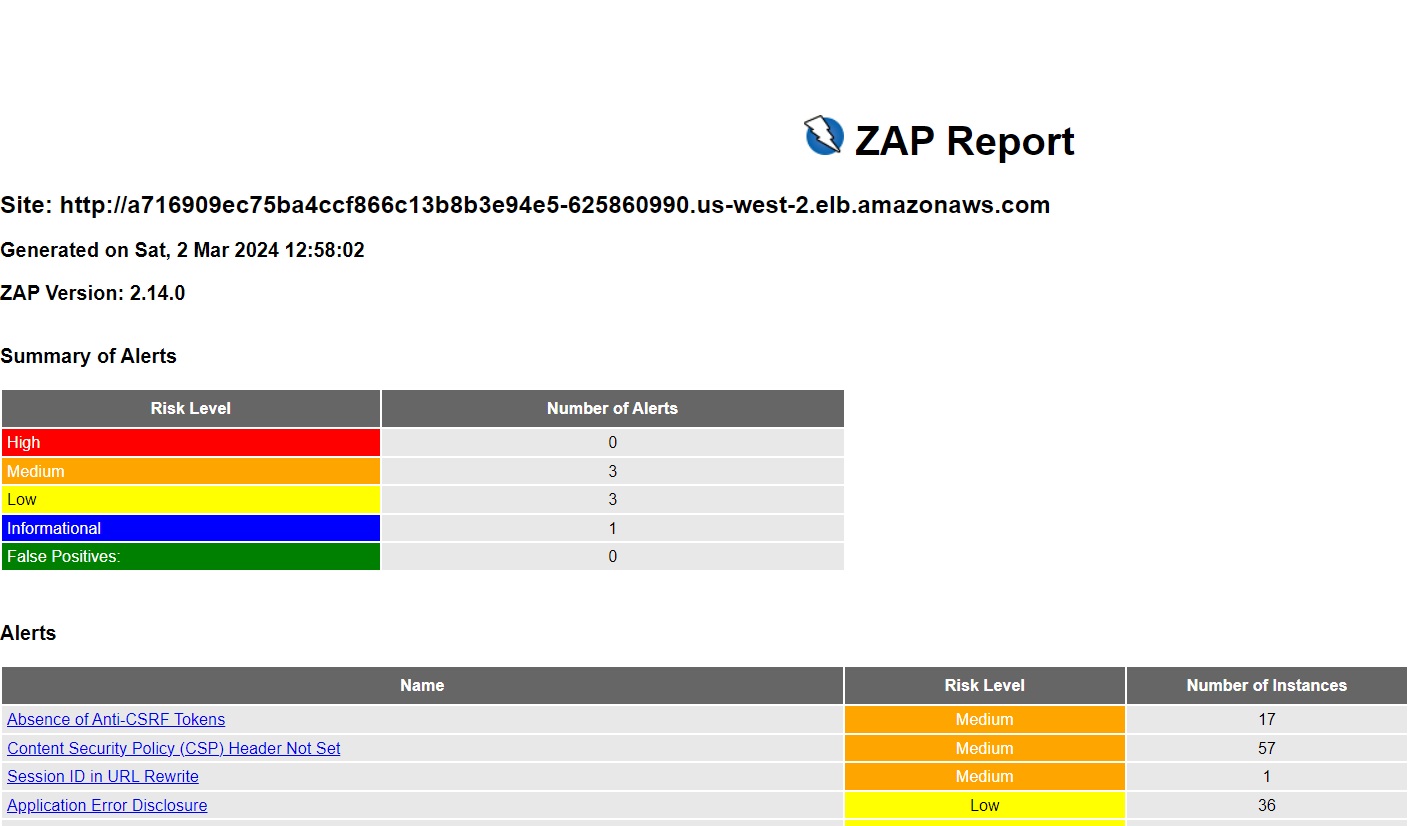 ZAP Report
Site: http://a716909ec75ba4ccf866c13b8b3e94e5-625860990.us-west-2.elb.amazonaws.com
Generated on Sat, 2 Mar 2024 12:58:02
ZAP Version: 2.14.0
Summary of Alerts
Risk Level Number of Alerts
High 0
Medium 3
Low 3
Informational 1
False Positives: 0
Alerts
Name Risk Level Number of Instances
Absence of Anti-CSRF Tokens Medium 17
Content Security Policy (CSP) Header Not Set Medium 57
Session ID in URL Rewrite Medium 1
Application Error Disclosure Low 36